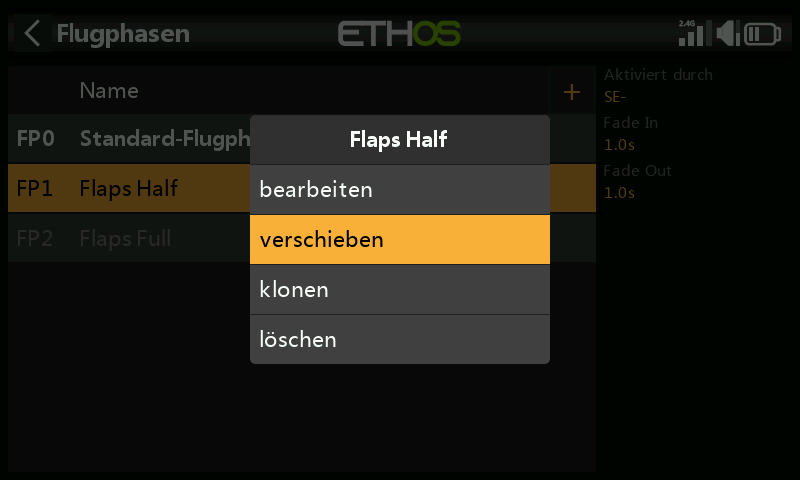 Flugphasen
ETHOS
2.4G
Name
+
Aktiviert durch
SE-
Fade In
1.0s
Fade Out
1.0s
FP0 Standard-Flugph
FP1 Flaps Half
FP2 Flaps Full
Flaps Half
bearbeiten
verschieben
klonen
löschen